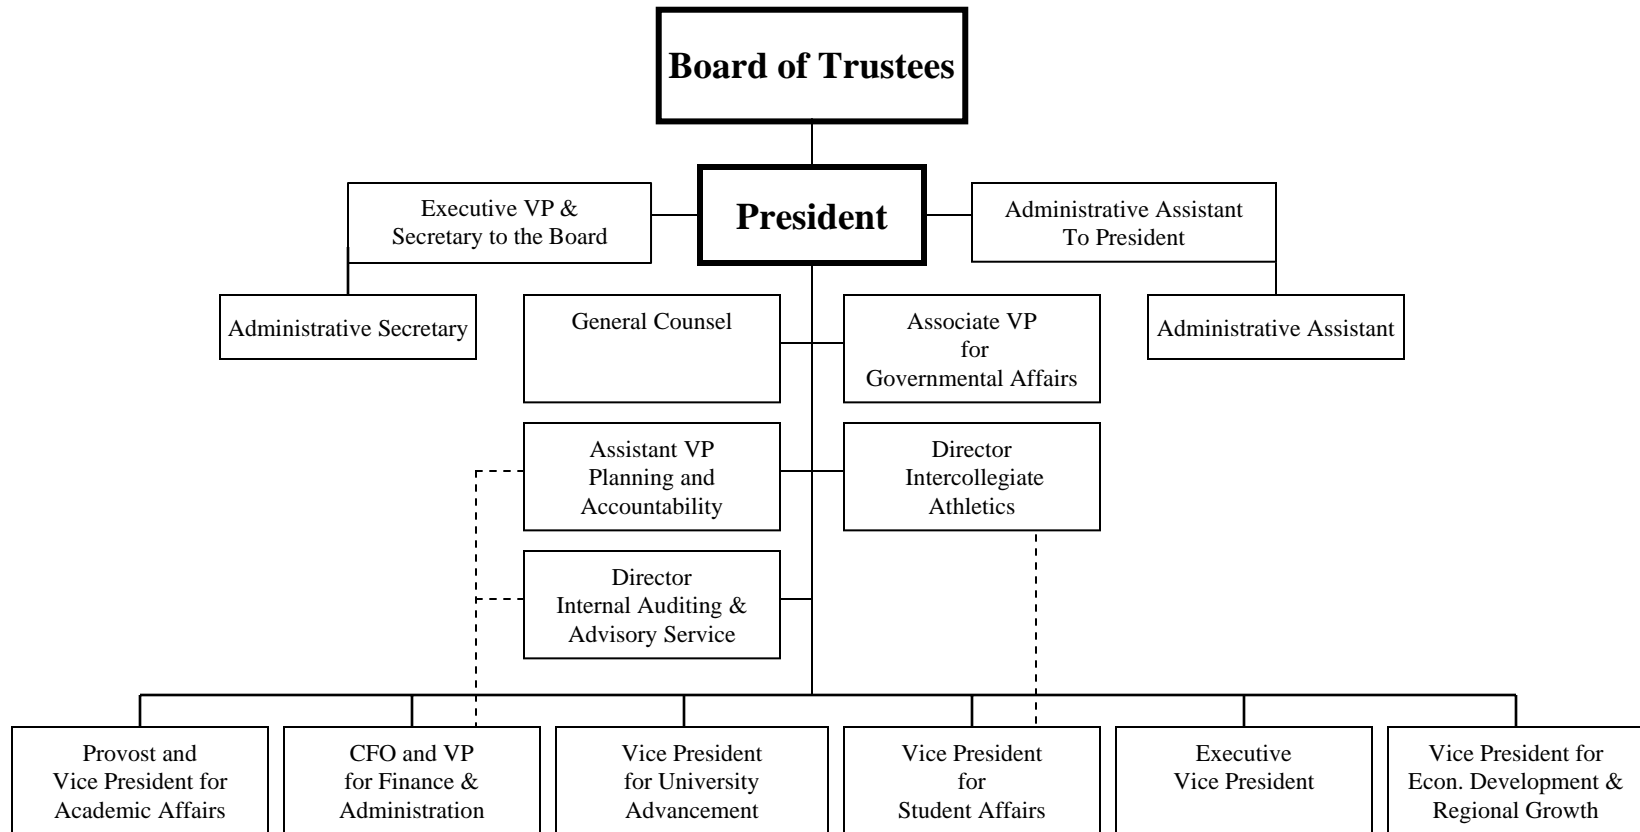 Board of Trustees
President
Executive VP &
Secretary to the Board
Administrative Assistant
To President
Administrative Secretary
General Counsel
Associate VP
for
Governmental Affairs
Administrative Assistant
Assistant VP
Planning and
Accountability
Director
Intercollegiate
Athletics
Director
Internal Auditing &
Advisory Service
Provost and
Vice President for
Academic Affairs
CFO and VP
for Finance &
Administration
Vice President
for University
Advancement
Vice President
for
Student Affairs
Executive
Vice President
Vice President for
Econ. Development &
Regional Growth